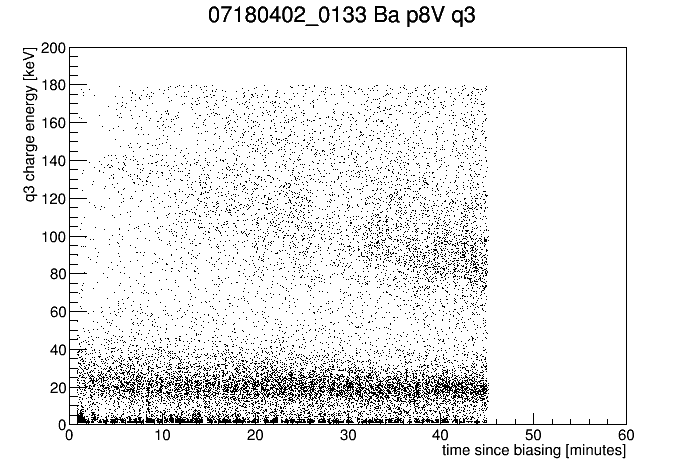 07180402_0133 Ba p8V q3
q3 charge energy [keV]
200
180
160
140
120
100
80
60
40
20
0
0 10 20 30 40 50 60
time since biasing [minutes]